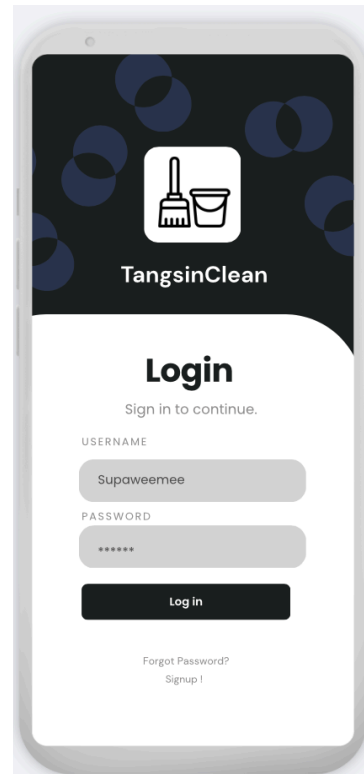 TangsinClean
Login
Sign in to continue.
USERNAME
Supaweemee
PASSWORD
******
Log in
Forgot Password?
Signup !